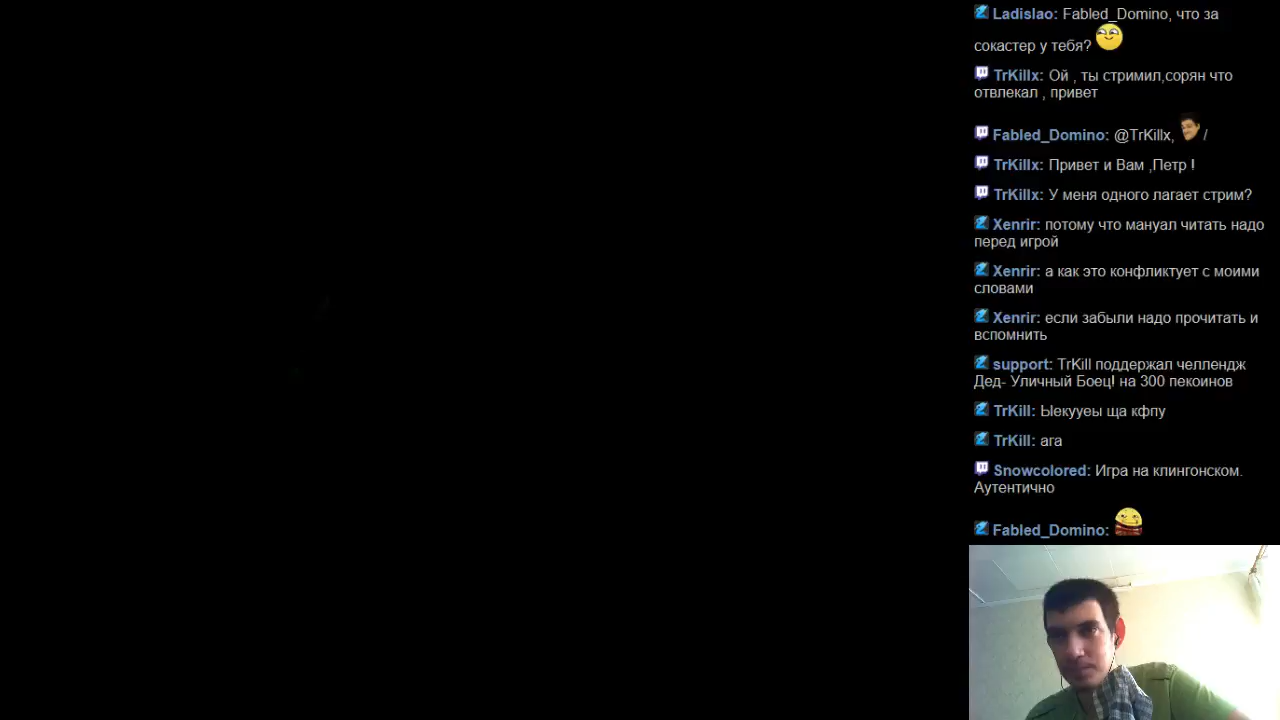 Ladislao: Fabled_Domino, что за
сокастер у тебя?
TrKillx: Ой , ты стримил,сорян что
отвлекал , привет
Fabled_Domino: @TrKillx, /
TrKillx: Привет и Вам ,Петр !
TrKillx: У меня одного лагает стрим?
Xenrir: потому что мануал читать надо
перед игрой
Xenrir: а как это конфликтует с моими
словами
Xenrir: если забыли надо прочитать и
вспомнить
support: TrKill поддержал челлендж
Дед- Уличный Боец! на 300 пекоинов
TrKill: Ыекууеы ща кфпу
TrKill: ага
Snowcolored: Игра на клингонском.
Аутентично
Fabled_Domino: